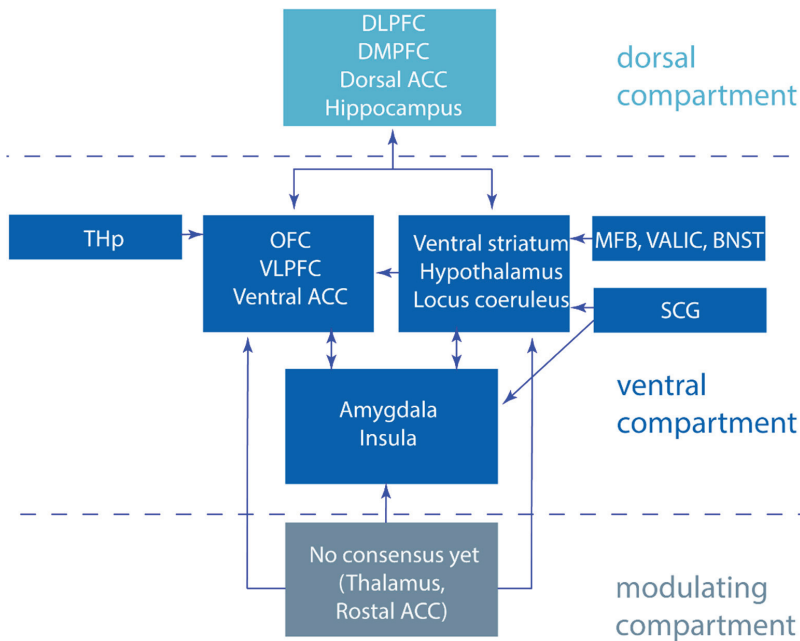 DLPFC
DMPFC
Dorsal ACC
Hippocampus
dorsal
compartment
THp
OFC
VLPFC
Ventral ACC
Ventral striatum
Hypothalamus
Locus coeruleus
MFB, VALIC, BNST
SCG
Amygdala
Insula
ventral
compartment
No consensus yet
(Thalamus,
Rostal ACC)
modulating
compartment